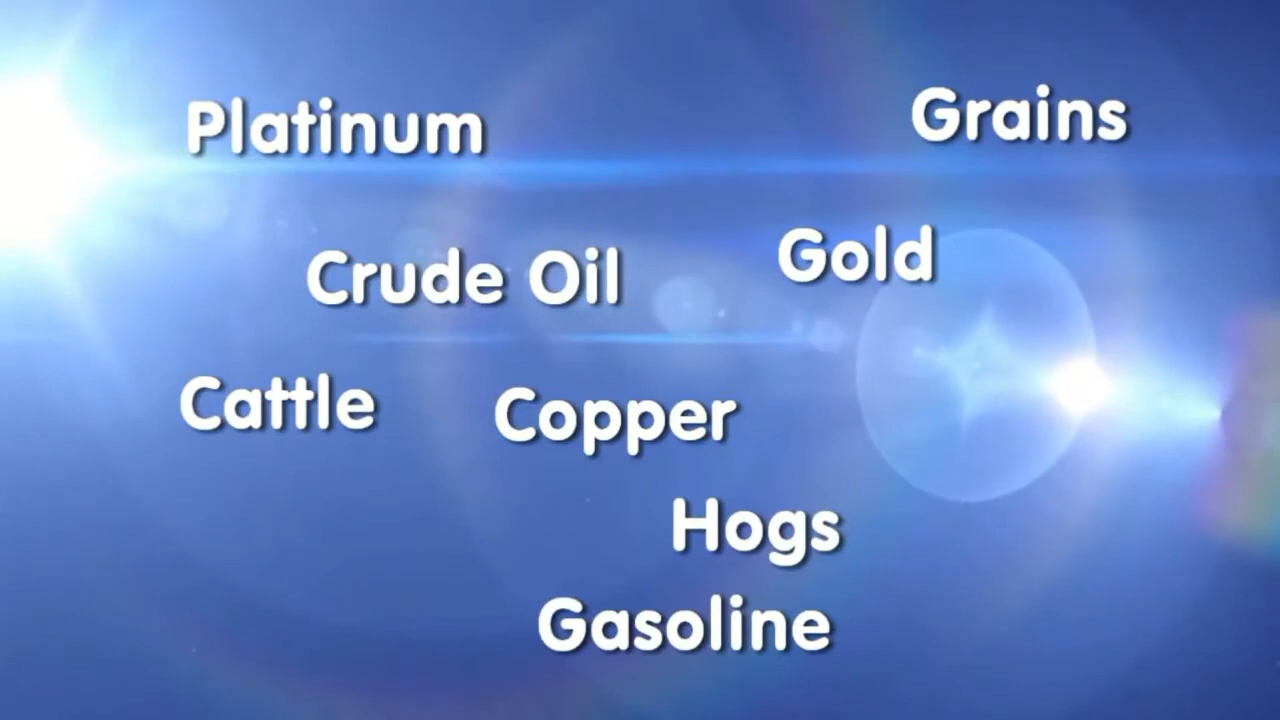 Platinum
Grains
Crude Oil
Gold
Cattle
Copper
Hogs
Gasoline